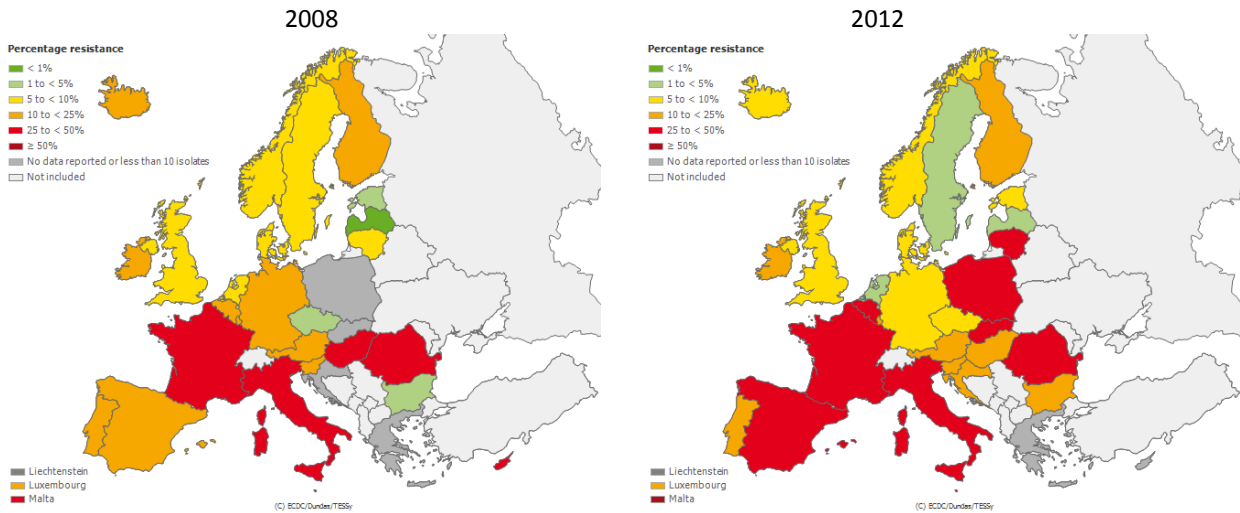 2008
Percentage resistance
< 1%
1 to < 5%
5 to < 10%
10 to < 25%
25 to < 50%
≥ 50%
No data reported or less than 10 isolates
Not included
Liechtenstein
Luxembourg
Malta
(C) ECDC/Dundas/TESSy
2012
Percentage resistance
< 1%
1 to < 5%
5 to < 10%
10 to < 25%
25 to < 50%
≥ 50%
No data reported or less than 10 isolates
Not included
Liechtenstein
Luxembourg
Malta
(C) ECDC/Dundas/TESSy